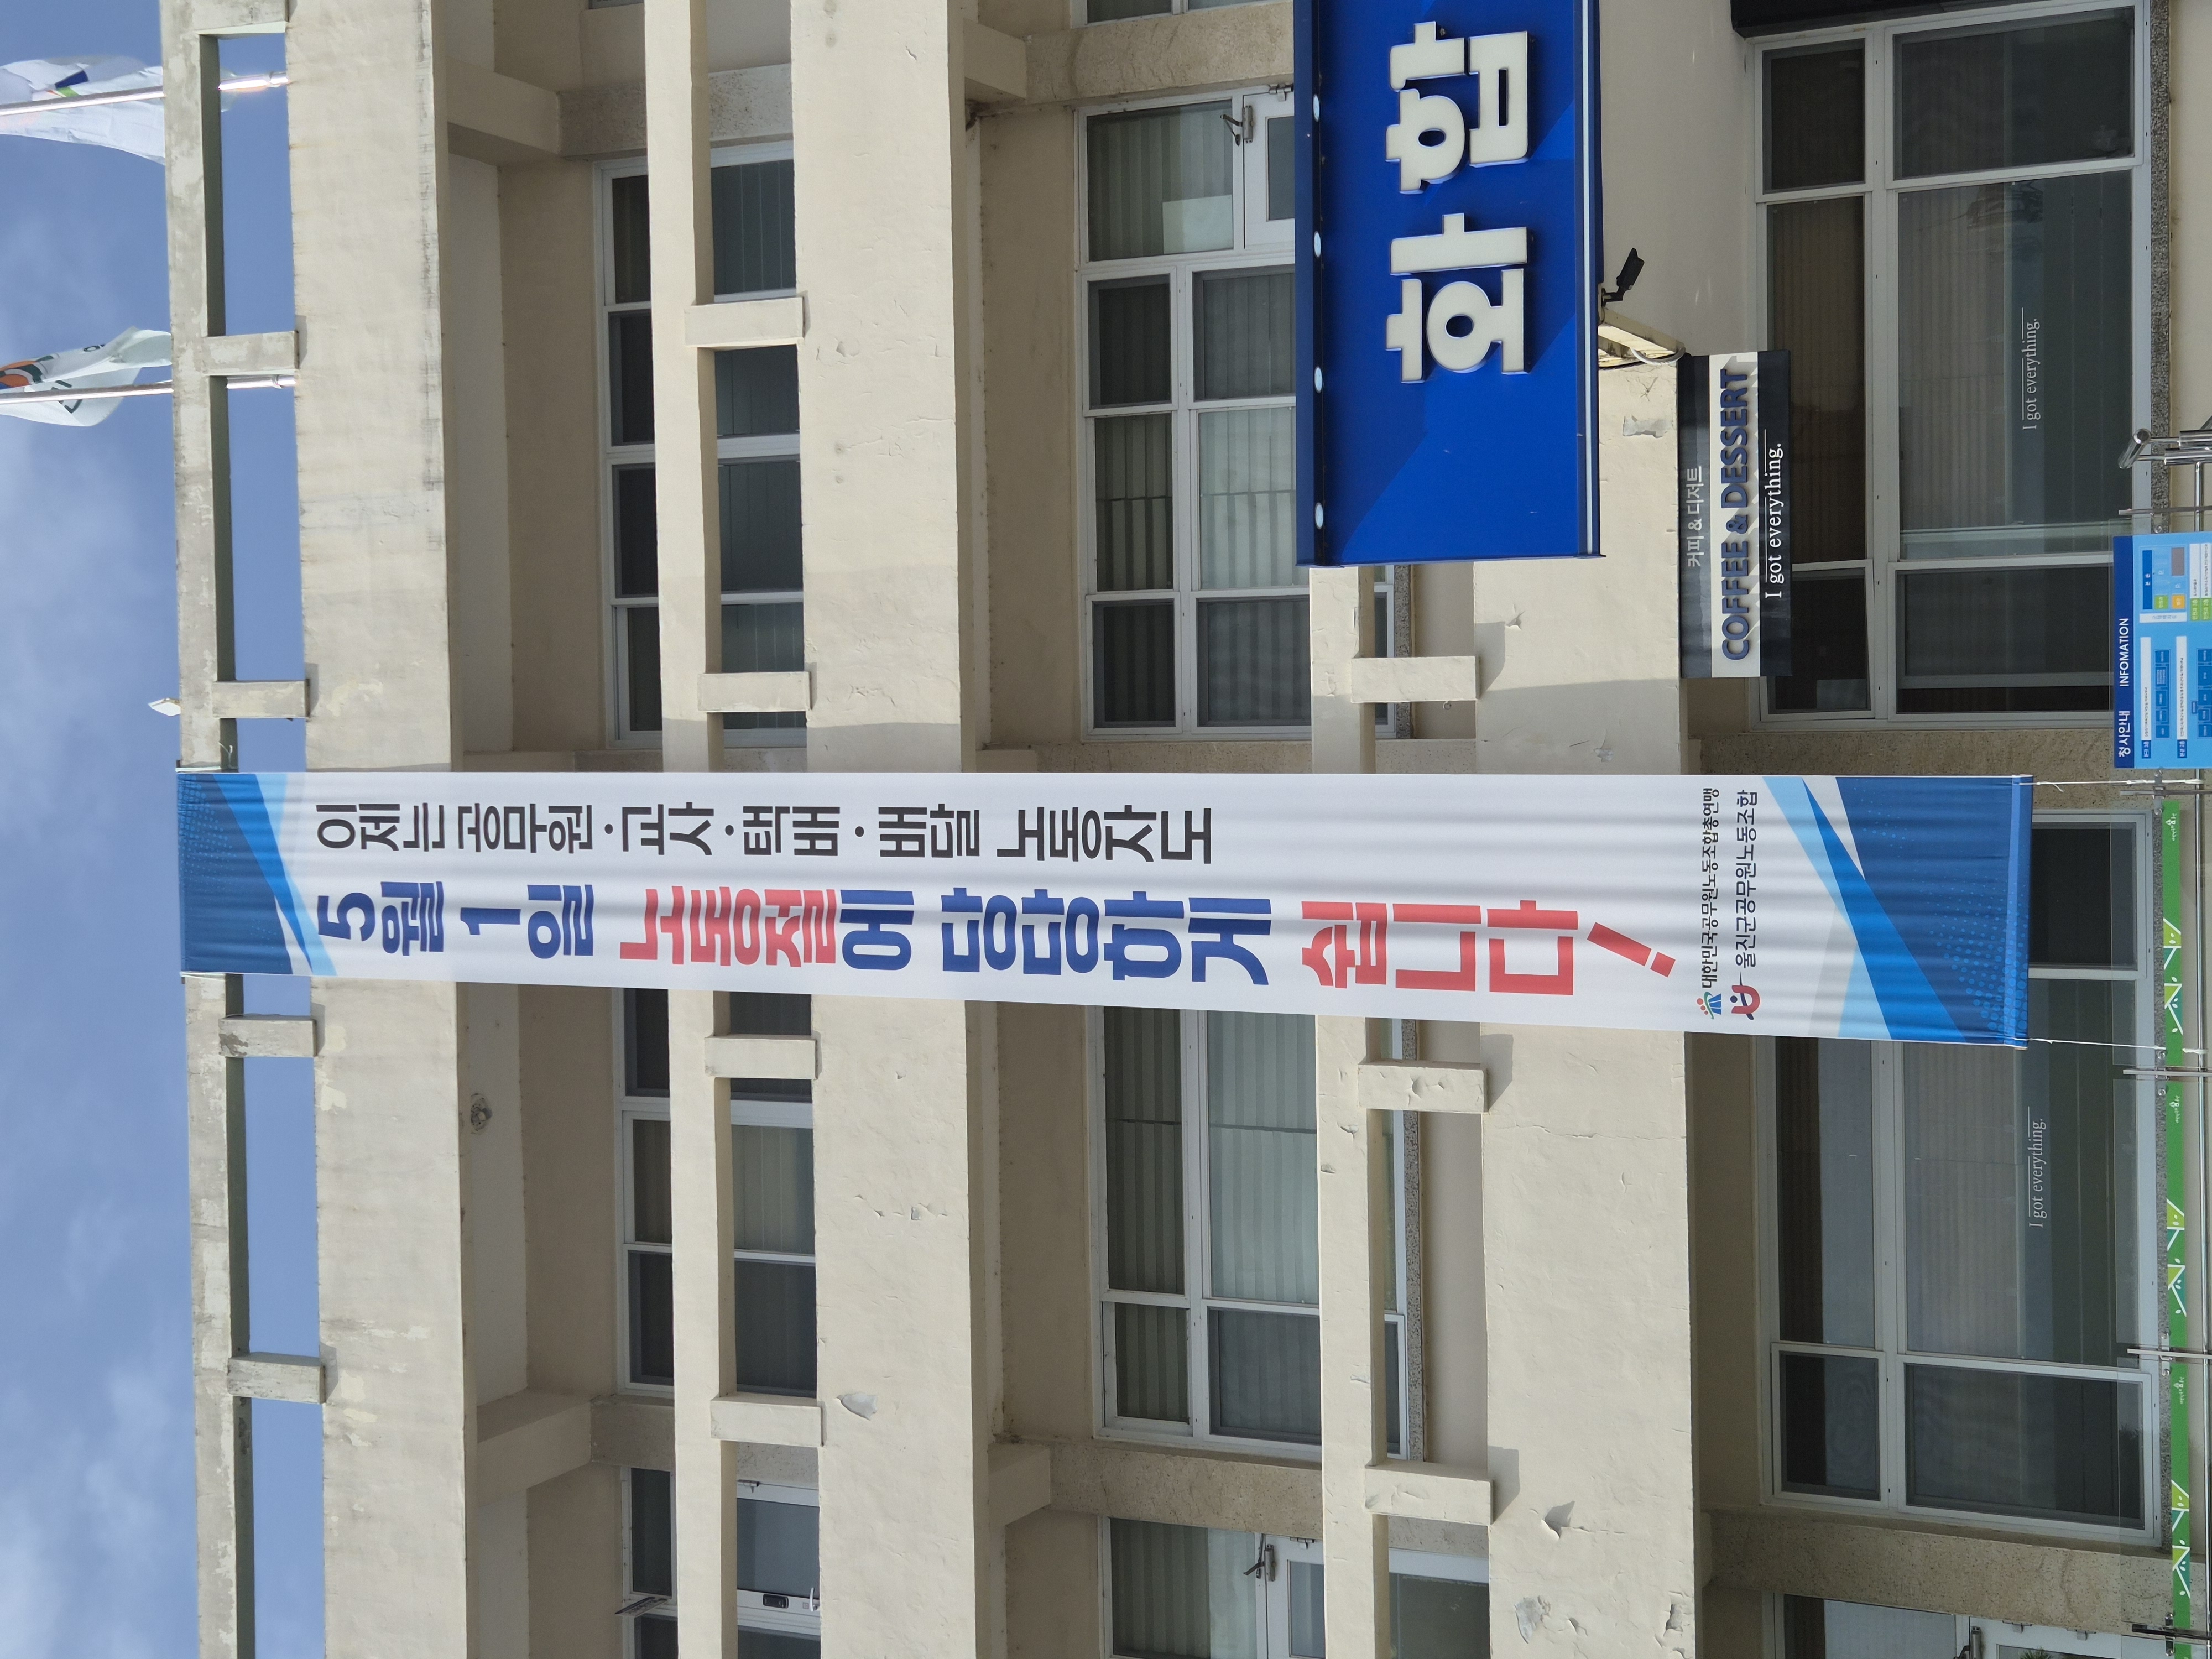 이제는 공무원·교사·택배·배달 노동자도
5월 1일 노동절에 당당하게 쉽니다!
대한민국공무원노동조합총연맹
울진군공무원노동조합
화합
커피 & 디저트
COFFEE & DESSERT
I got everything.
I got everything.
I got everything.
청사안내 INFOMATION